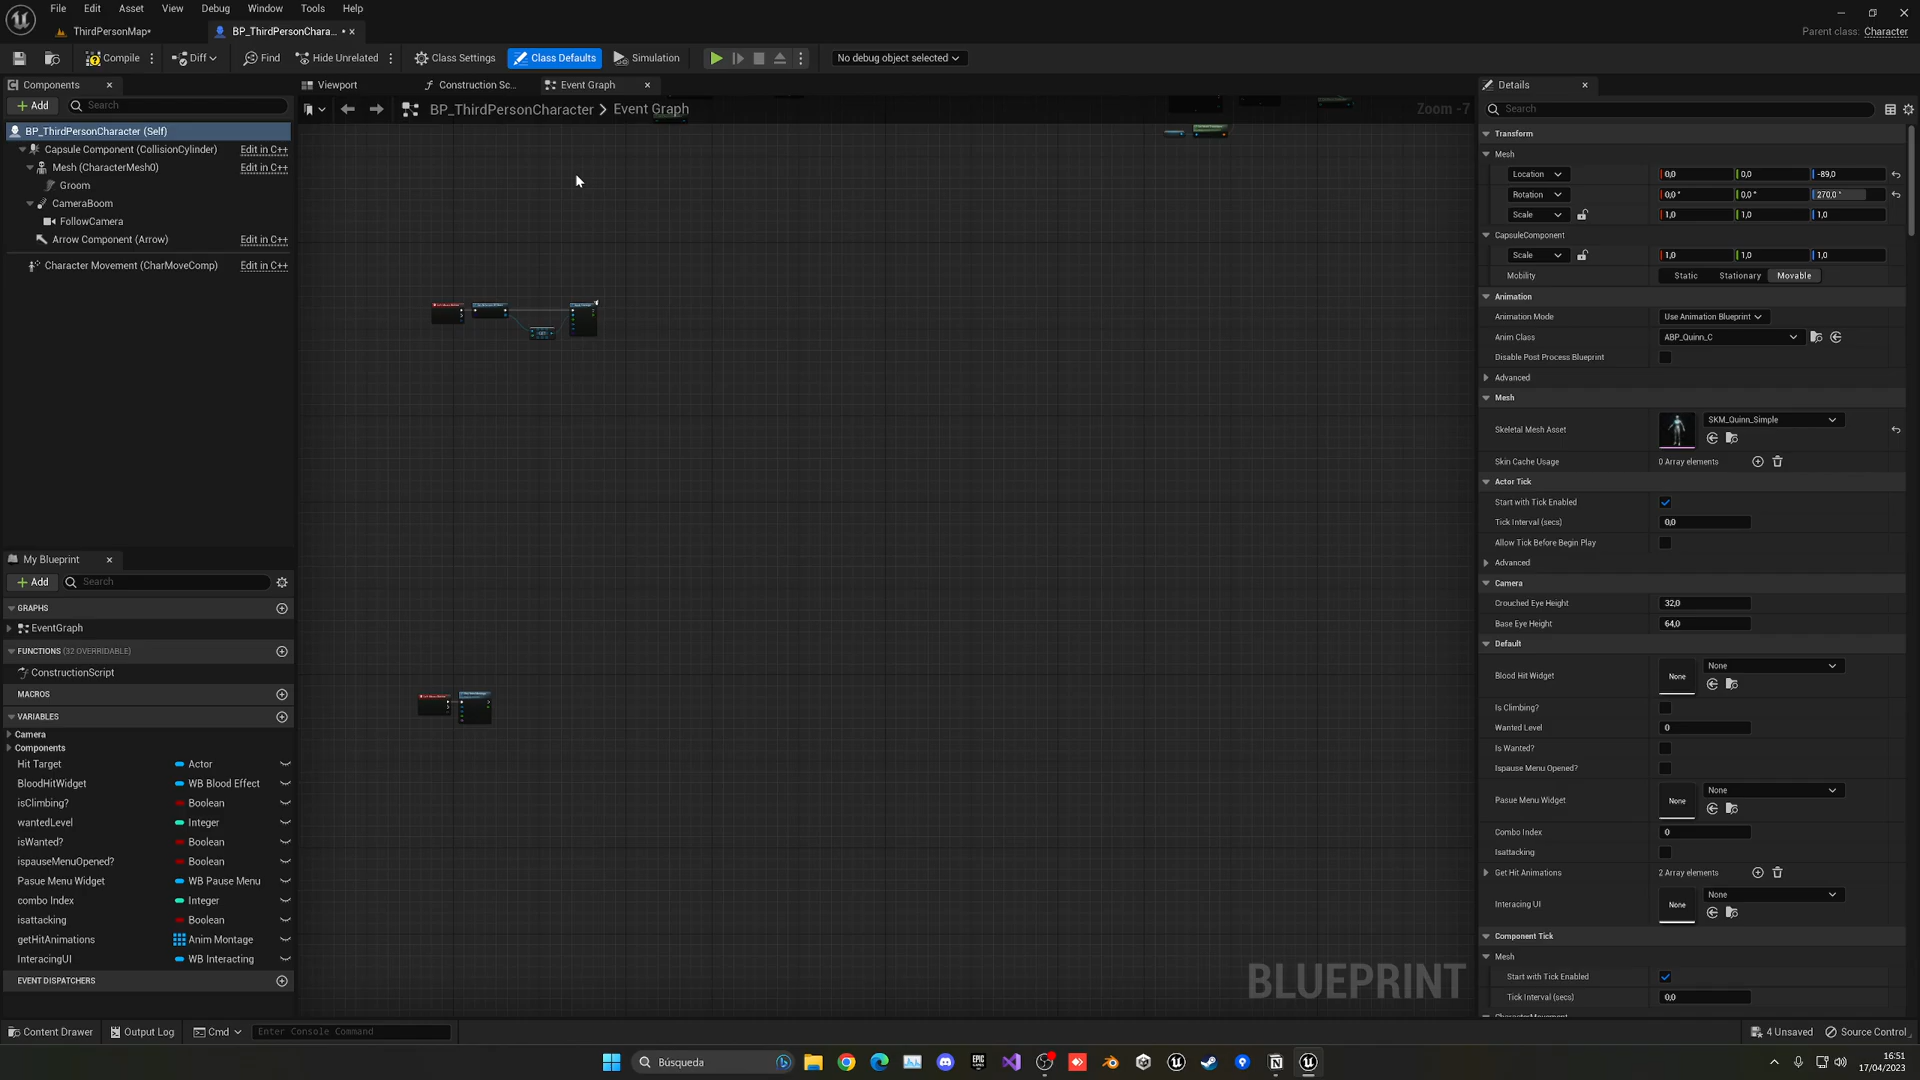 File Edit Asset View Debug Window Tools Help
ThirdPersonMap*
BP_ThirdPersonChara... •
Parent class: Character
Compile
Diff
Find
Hide Unrelated
Class Settings
Class Defaults
Simulation
No debug object selected
Components
Add
Search
BP_ThirdPersonCharacter (Self)
Capsule Component (CollisionCylinder) Edit in C++
Mesh (CharacterMesh0) Edit in C++
Groom
CameraBoom
FollowCamera
Arrow Component (Arrow) Edit in C++
Character Movement (CharMoveComp) Edit in C++
My Blueprint
Add
Search
GRAPHS
EventGraph
FUNCTIONS (32 OVERRIDABLE)
ConstructionScript
MACROS
VARIABLES
Camera
Components
Hit Target Actor
BloodHitWidget WB Blood Effect
isClimbing? Boolean
wantedLevel Integer
isWanted? Boolean
ispauseMenuOpened? Boolean
Pasue Menu Widget WB Pause Menu
combo Index Integer
isattacking Boolean
getHitAnimations Anim Montage
InteracingUI WB Interacting
EVENT DISPATCHERS
Viewport
Construction Sc...
Event Graph
BP_ThirdPersonCharacter > Event Graph
Zoom -7
BLUEPRINT
Details
Search
Transform
Mesh
Location 0,0 0,0 -89,0
Rotation 0,0 ° 0,0 ° 270,0 °
Scale 1,0 1,0 1,0
CapsuleComponent
Scale 1,0 1,0 1,0
Mobility Static Stationary Movable
Animation
Animation Mode Use Animation Blueprint
Anim Class ABP_Quinn_C
Disable Post Process Blueprint
Advanced
Mesh
Skeletal Mesh Asset SKM_Quinn_Simple
Skin Cache Usage 0 Array elements
Actor Tick
Start with Tick Enabled
Tick Interval (secs) 0,0
Allow Tick Before Begin Play
Advanced
Camera
Crouched Eye Height 32,0
Base Eye Height 64,0
Default
Blood Hit Widget None None
Is Climbing?
Wanted Level 0
Is Wanted?
Ispause Menu Opened?
Pasue Menu Widget None None
Combo Index 0
Isattacking
Get Hit Animations 2 Array elements
Interacing UI None None
Component Tick
Mesh
Start with Tick Enabled
Tick Interval (secs) 0,0
CharacterMovement
Content Drawer
Output Log
Cmd
Enter Console Command
4 Unsaved
Source Control
Búsqueda
16:51
17/04/2023